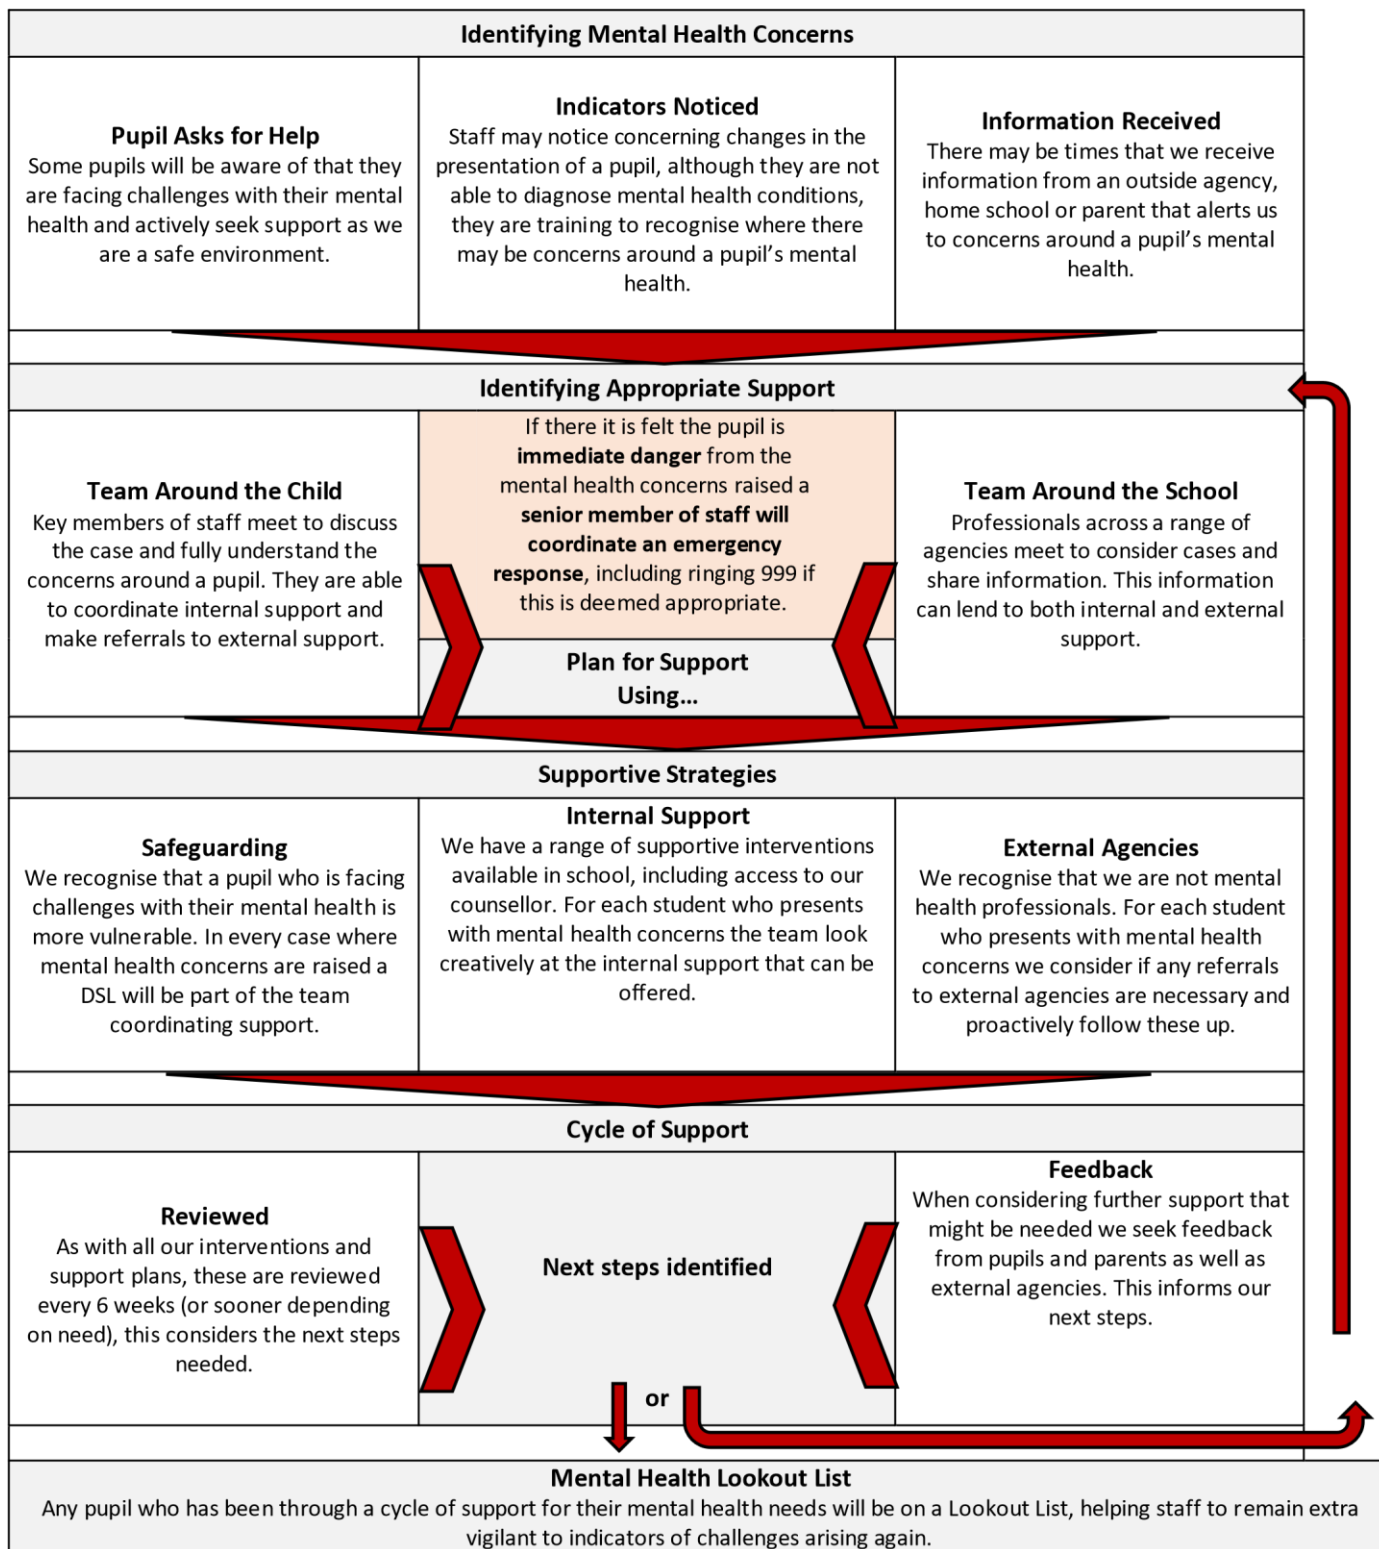 Identifying Mental Health Concerns
Pupil Asks for Help
Some pupils will be aware of that they
are facing challenges with their mental
health and actively seek support as we
are a safe environment.
Indicators Noticed
Staff may notice concerning changes in the
presentation of a pupil, although they are not
able to diagnose mental health conditions,
they are training to recognise where there
may be concerns around a pupil's mental
health.
Information Received
There may be times that we receive
information from an outside agency,
home school or parent that alerts us
to concerns around a pupil's mental
health.
Identifying Appropriate Support
Team Around the Child
Key members of staff meet to discuss
the case and fully understand the
concerns around a pupil. They are able
to coordinate internal support and
make referrals to external support.
If there it is felt the pupil is
immediate danger from the
mental health concerns raised a
senior member of staff will
coordinate an emergency
response, including ringing 999 if
this is deemed appropriate.
Plan for Support
Using...
Team Around the School
Professionals across a range of
agencies meet to consider cases and
share information. This information
can lend to both internal and external
support.
Supportive Strategies
Safeguarding
We recognise that a pupil who is facing
challenges with their mental health is
more vulnerable. In every case where
mental health concerns are raised a
DSL will be part of the team
coordinating support.
Internal Support
We have a range of supportive interventions
available in school, including access to our
counsellor. For each student who presents
with mental health concerns the team look
creatively at the internal support that can be
offered.
External Agencies
We recognise that we are not mental
health professionals. For each student
who presents with mental health
concerns we consider if any referrals
to external agencies are necessary and
proactively follow these up.
Cycle of Support
Reviewed
As with all our interventions and
support plans, these are reviewed
every 6 weeks (or sooner depending
on need), this considers the next steps
needed.
Next steps identified
or
Feedback
When considering further support that
might be needed we seek feedback
from pupils and parents as well as
external agencies. This informs our
next steps.
Mental Health Lookout List
Any pupil who has been through a cycle of support for their mental health needs will be on a Lookout List, helping staff to remain extra
vigilant to indicators of challenges arising again.